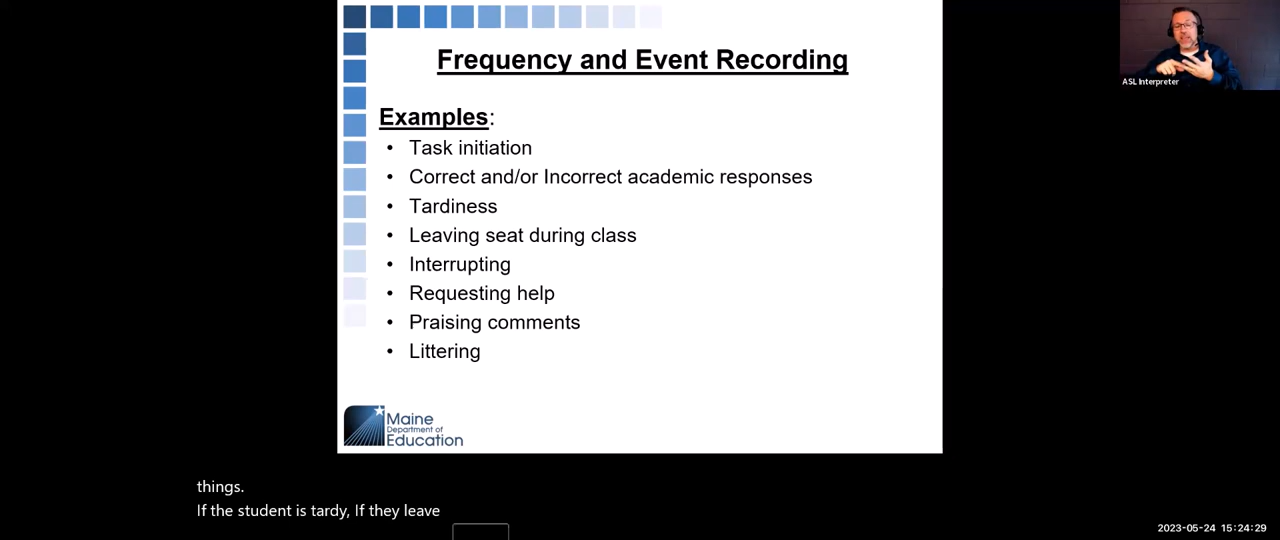 Frequency and Event Recording
Examples:
• Task initiation
• Correct and/or Incorrect academic responses
• Tardiness
• Leaving seat during class
• Interrupting
• Requesting help
• Praising comments
• Littering
Maine
Department of
Education
ASL Interpreter
things.
If the student is tardy, If they leave
2023-05-24 15:24:29